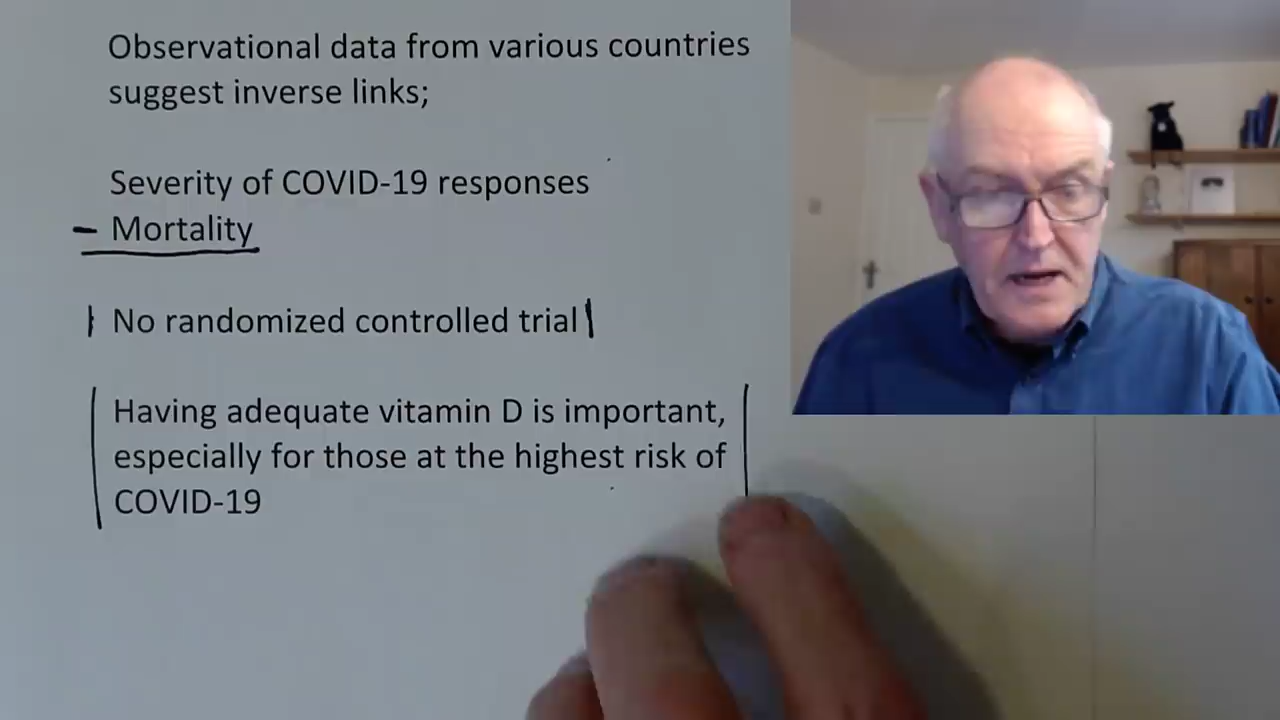 Observational data from various countries
suggest inverse links;
Severity of COVID-19 responses
Mortality
No randomized controlled trial
Having adequate vitamin D is important,
especially for those at the highest risk of
COVID-19